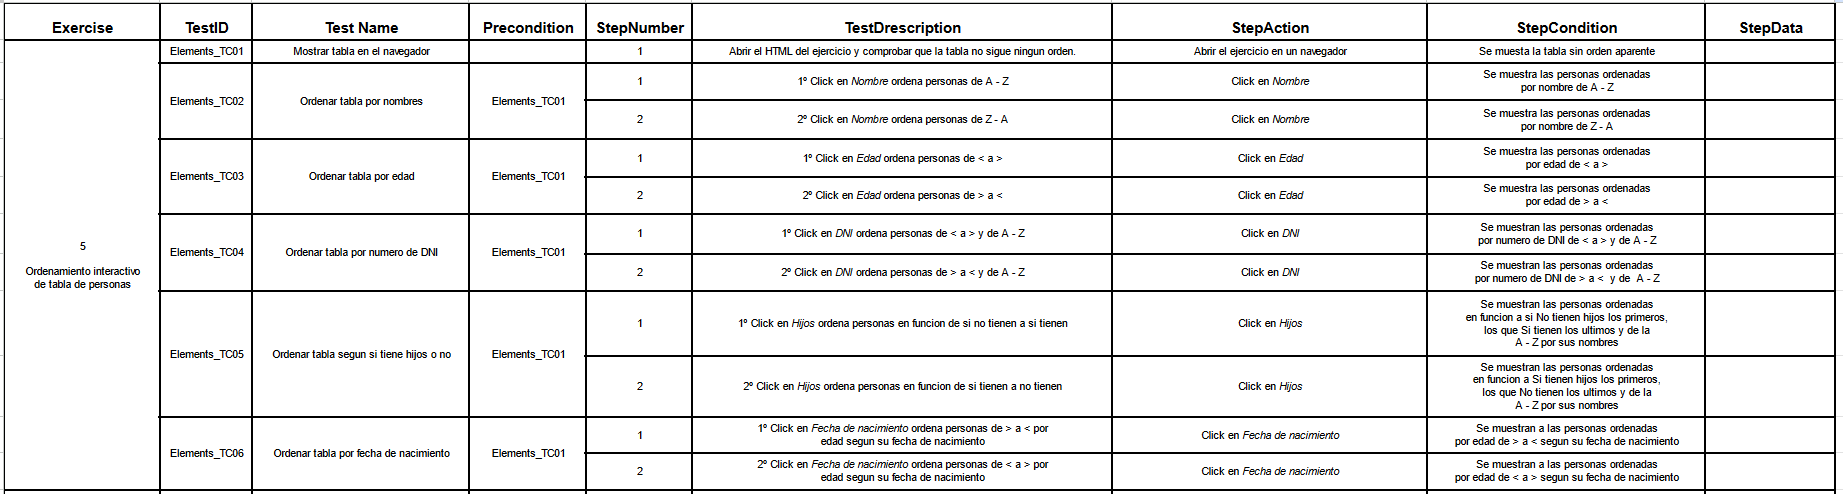 Exercise TestID Test Name Precondition StepNumber TestDrescription StepAction StepCondition StepData
5
Ordenamiento interactivo
de tabla de personas
Elements_TC01 Mostrar tabla en el navegador 1 Abrir el HTML del ejercicio y comprobar que la tabla no sigue ningun orden. Abrir el ejercicio en un navegador Se muesta la tabla sin orden aparente
Elements_TC02 Ordenar tabla por nombres Elements_TC01
1 1º Click en Nombre ordena personas de A - Z Click en Nombre Se muestra las personas ordenadas
por nombre de A - Z
2 2º Click en Nombre ordena personas de Z - A Click en Nombre Se muestra las personas ordenadas
por nombre de Z - A
Elements_TC03 Ordenar tabla por edad Elements_TC01
1 1º Click en Edad ordena personas de < a > Click en Edad Se muestra las personas ordenadas
por edad de < a >
2 2º Click en Edad ordena personas de > a < Click en Edad Se muestra las personas ordenadas
por edad de > a <
Elements_TC04 Ordenar tabla por numero de DNI Elements_TC01
1 1º Click en DNI ordena personas de < a > y de A - Z Click en DNI Se muestran las personas ordenadas
por numero de DNI de < a > y de A - Z
2 2º Click en DNI ordena personas de > a < y de A - Z Click en DNI Se muestran las personas ordenadas
por numero de DNI de > a < y de A - Z
Elements_TC05 Ordenar tabla segun si tiene hijos o no Elements_TC01
1 1º Click en Hijos ordena personas en funcion de si no tienen a si tienen Click en Hijos Se muestran las personas ordenadas
en funcion a si No tienen hijos los primeros,
los que Si tienen los ultimos y de la
A - Z por sus nombres
2 2º Click en Hijos ordena personas en funcion de si tienen a no tienen Click en Hijos Se muestran las personas ordenadas
en funcion a Si tienen hijos los primeros,
los que No tienen los ultimos y de la
A - Z por sus nombres
Elements_TC06 Ordenar tabla por fecha de nacimiento Elements_TC01
1 1º Click en Fecha de nacimiento ordena personas de > a < por
edad segun su fecha de nacimiento Click en Fecha de nacimiento Se muestran a las personas ordenadas
por edad de > a < segun su fecha de nacimiento
2 2º Click en Fecha de nacimiento ordena personas de < a > por
edad segun su fecha de nacimiento Click en Fecha de nacimiento Se muestran a las personas ordenadas
por edad de < a > segun su fecha de nacimiento